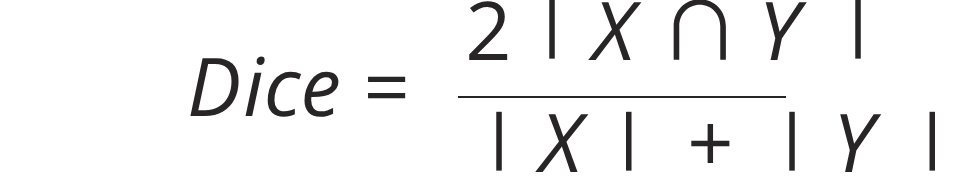 2 | X ∩ Y |
Dice =
| X | + | Y |